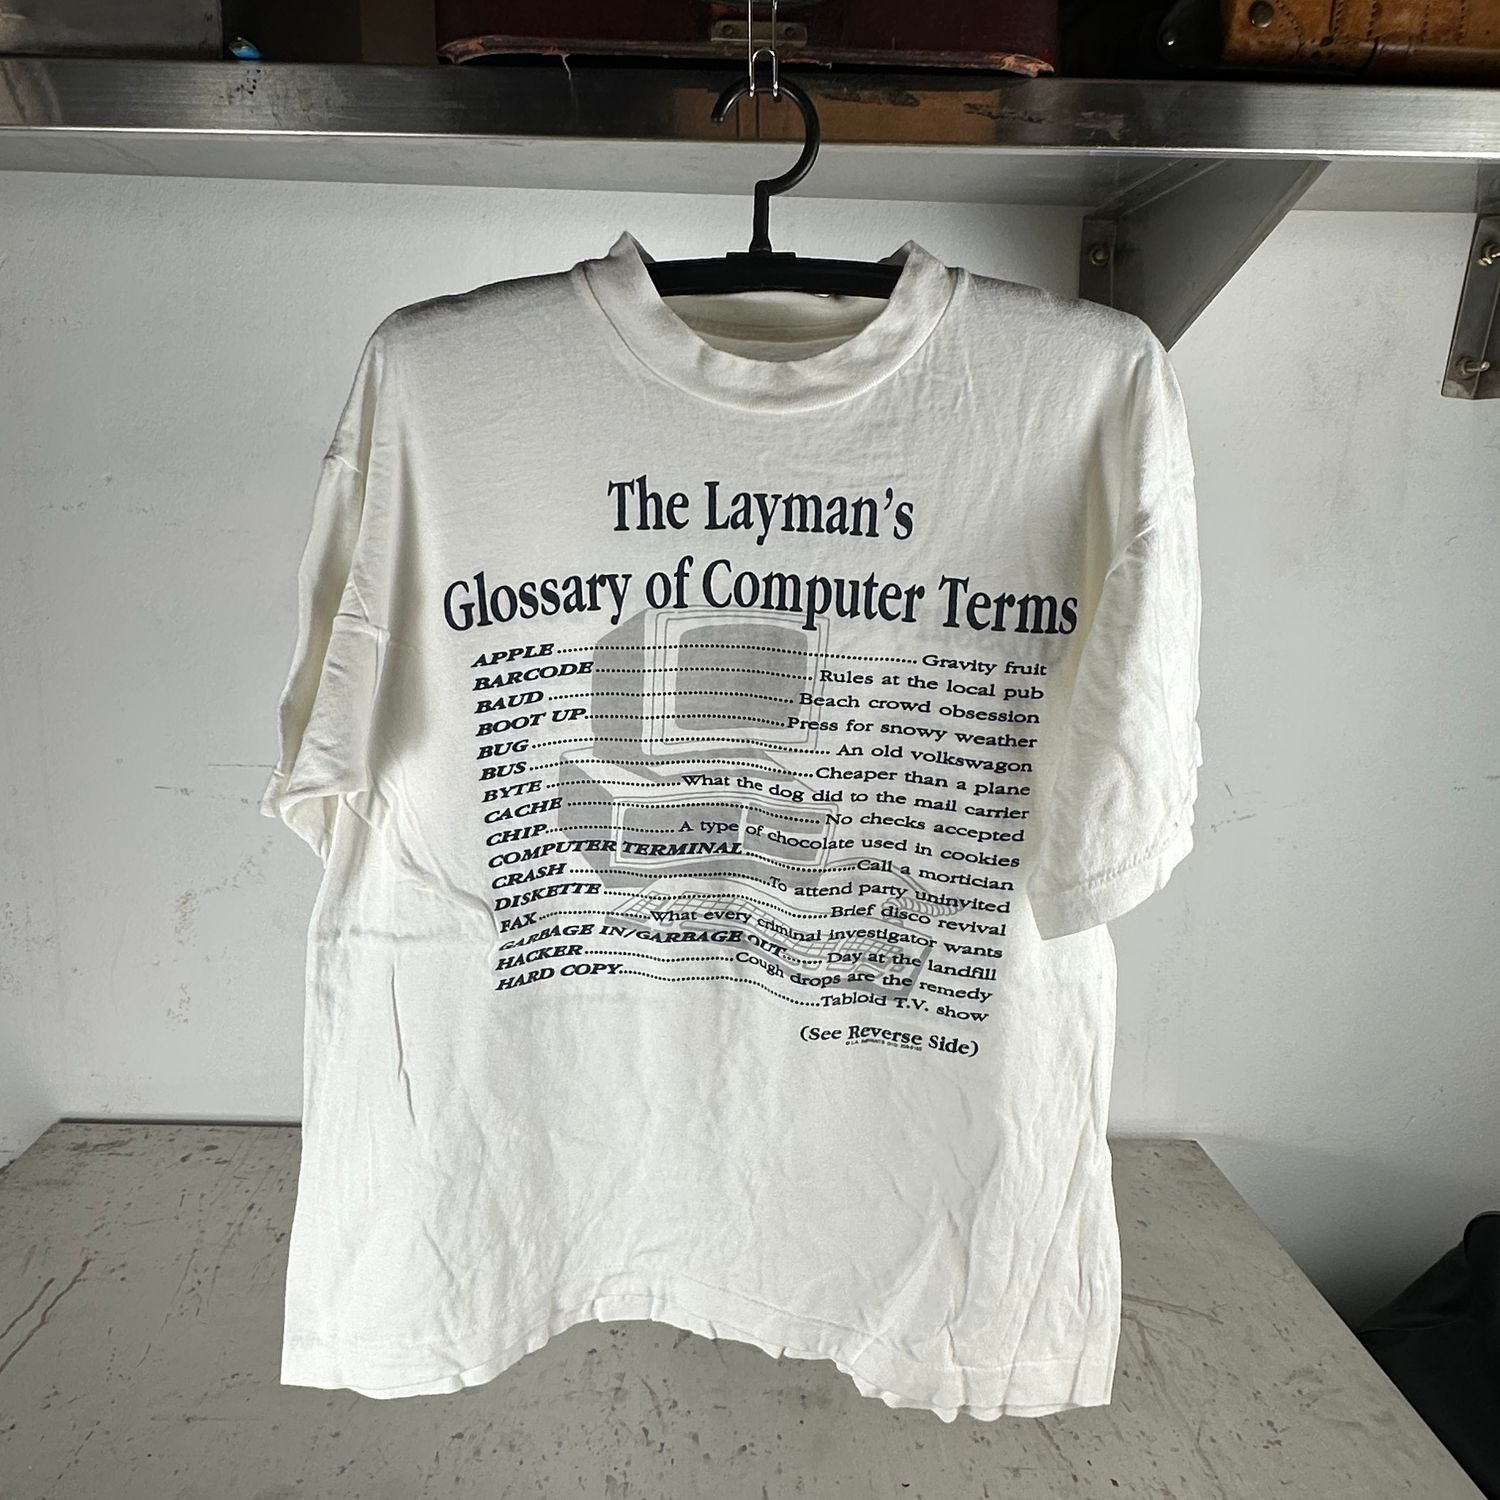 The Layman's
Glossary of Computer Terms
APPLE Gravity fruit
BARCODE Rules at the local pub
BAUD Beach crowd obsession
BOOT UP Press for snowy weather
BUG An old volkswagon
BUS Cheaper than a plane
BYTE What the dog did to the mail carrier
CACHE No checks accepted
CHIP A type of chocolate used in cookies
COMPUTER TERMINAL Call a mortician
CRASH To attend party uninvited
DISKETTE Brief disco revival
FAX What every criminal investigator wants
GARBAGE IN/GARBAGE OUT Day at the landfill
HACKER Cough drops are the remedy
HARD COPY Tabloid T.V. show
(See Reverse Side)